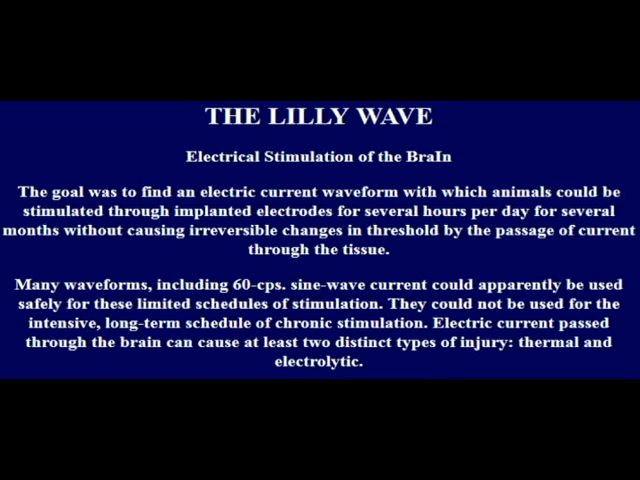 THE LILLY WAVE
Electrical Stimulation of the BraIn
The goal was to find an electric current waveform with which animals could be
stimulated through implanted electrodes for several hours per day for several
months without causing irreversible changes in threshold by the passage of current
through the tissue.
Many waveforms, including 60-cps. sine-wave current could apparently be used
safely for these limited schedules of stimulation. They could not be used for the
intensive, long-term schedule of chronic stimulation. Electric current passed
through the brain can cause at least two distinct types of injury: thermal and
electrolytic.